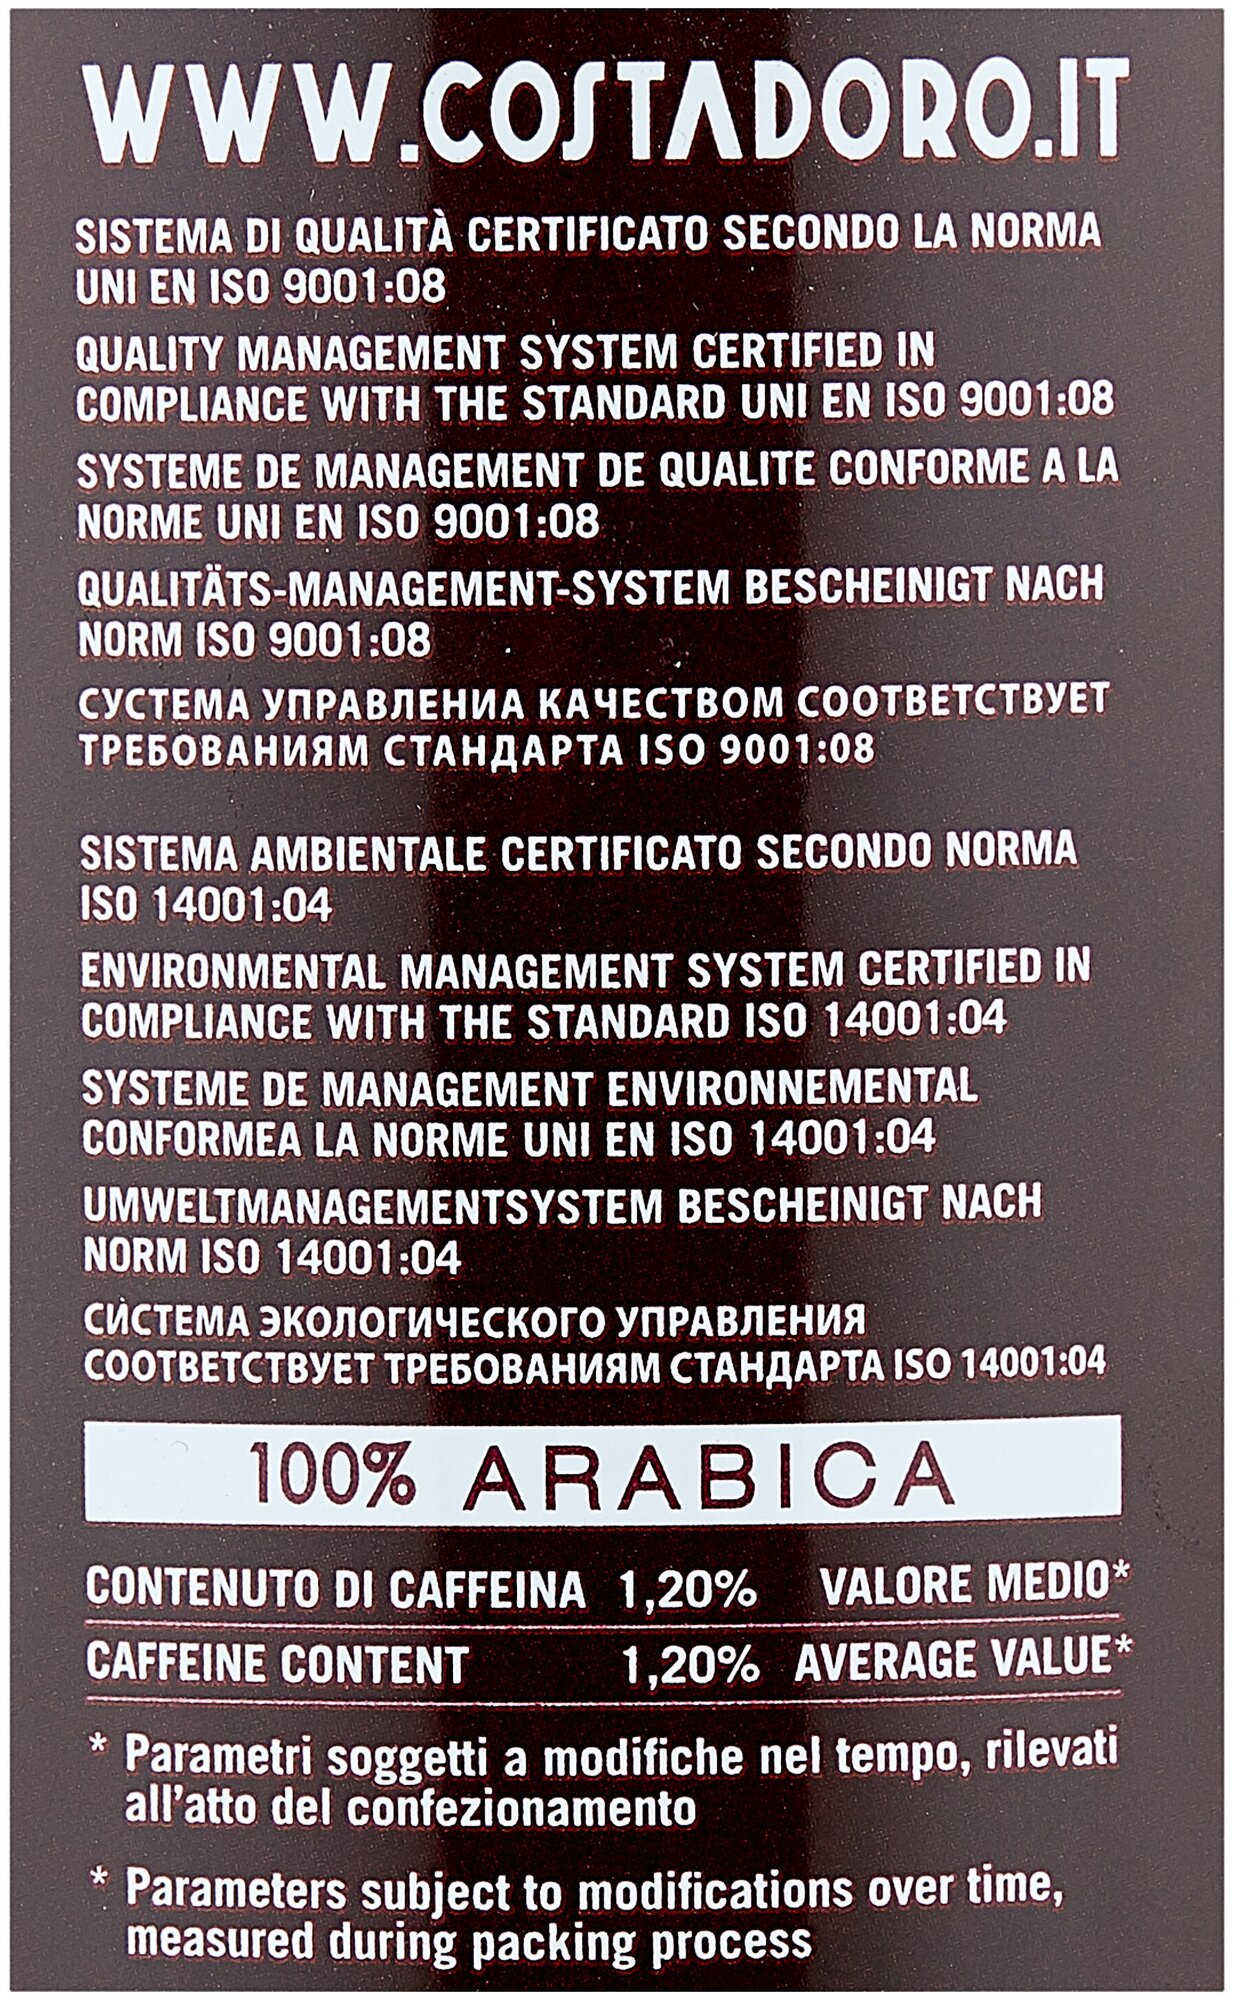 WWW.COSTADORO.IT
SISTEMA DI QUALITÀ CERTIFICATO SECONDO LA NORMA
UNI EN ISO 9001:08
QUALITY MANAGEMENT SYSTEM CERTIFIED IN
COMPLIANCE WITH THE STANDARD UNI EN ISO 9001:08
SYSTEME DE MANAGEMENT DE QUALITE CONFORME A LA
NORME UNI EN ISO 9001:08
QUALITÄTS-MANAGEMENT-SYSTEM BESCHEINIGT NACH
NORM ISO 9001:08
СУСТЕМА УПРАВЛЕНИА КАЧЕСТВОМ СООТВЕТСТВУЕТ
ТРЕБОВАНИЯМ СТАНДАРТА ISO 9001:08
SISTEMA AMBIENTALE CERTIFICATO SECONDO NORMA
ISO 14001:04
ENVIRONMENTAL MANAGEMENT SYSTEM CERTIFIED IN
COMPLIANCE WITH THE STANDARD ISO 14001:04
SYSTEME DE MANAGEMENT ENVIRONNEMENTAL
CONFORMEA LA NORME UNI EN ISO 14001:04
UMWELTMANAGEMENTSYSTEM BESCHEINIGT NACH
NORM ISO 14001:04
СИСТЕМА ЭКОЛОГИЧЕСКОГО УПРАВЛЕНИЯ
СООТВЕТСТВУЕТ ТРЕБОВАНИЯМ СТАНДАРТА ISO 14001:04
100% ARABICA
CONTENUTO DI CAFFEINA 1,20% VALORE MEDIO*
CAFFEINE CONTENT 1,20% AVERAGE VALUE*
* Parametri soggetti a modifiche nel tempo, rilevati
all'atto del confezionamento
* Parameters subject to modifications over time,
measured during packing process